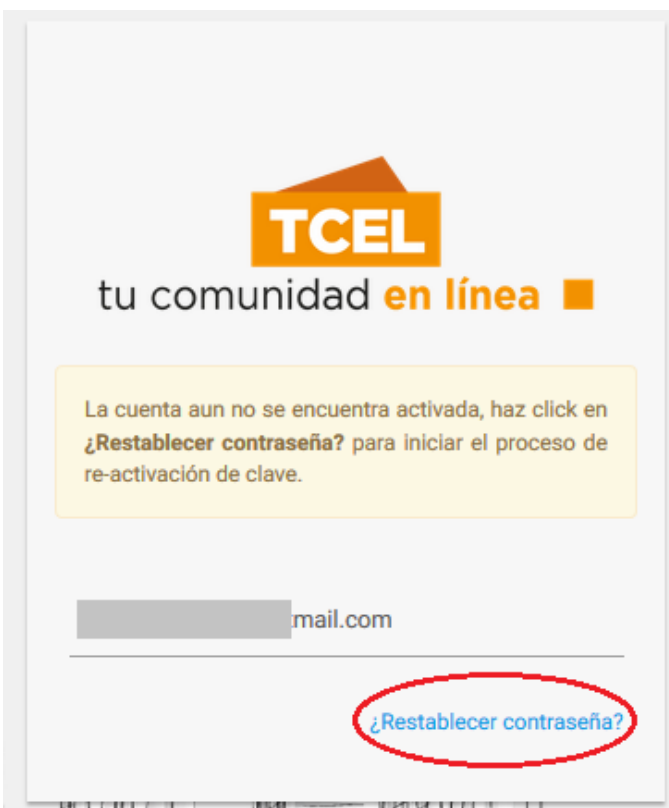 TCEL
tu comunidad en línea
La cuenta aun no se encuentra activada, haz click en
¿Restablecer contraseña? para iniciar el proceso de
re-activación de clave.
mail.com
¿Restablecer contraseña?